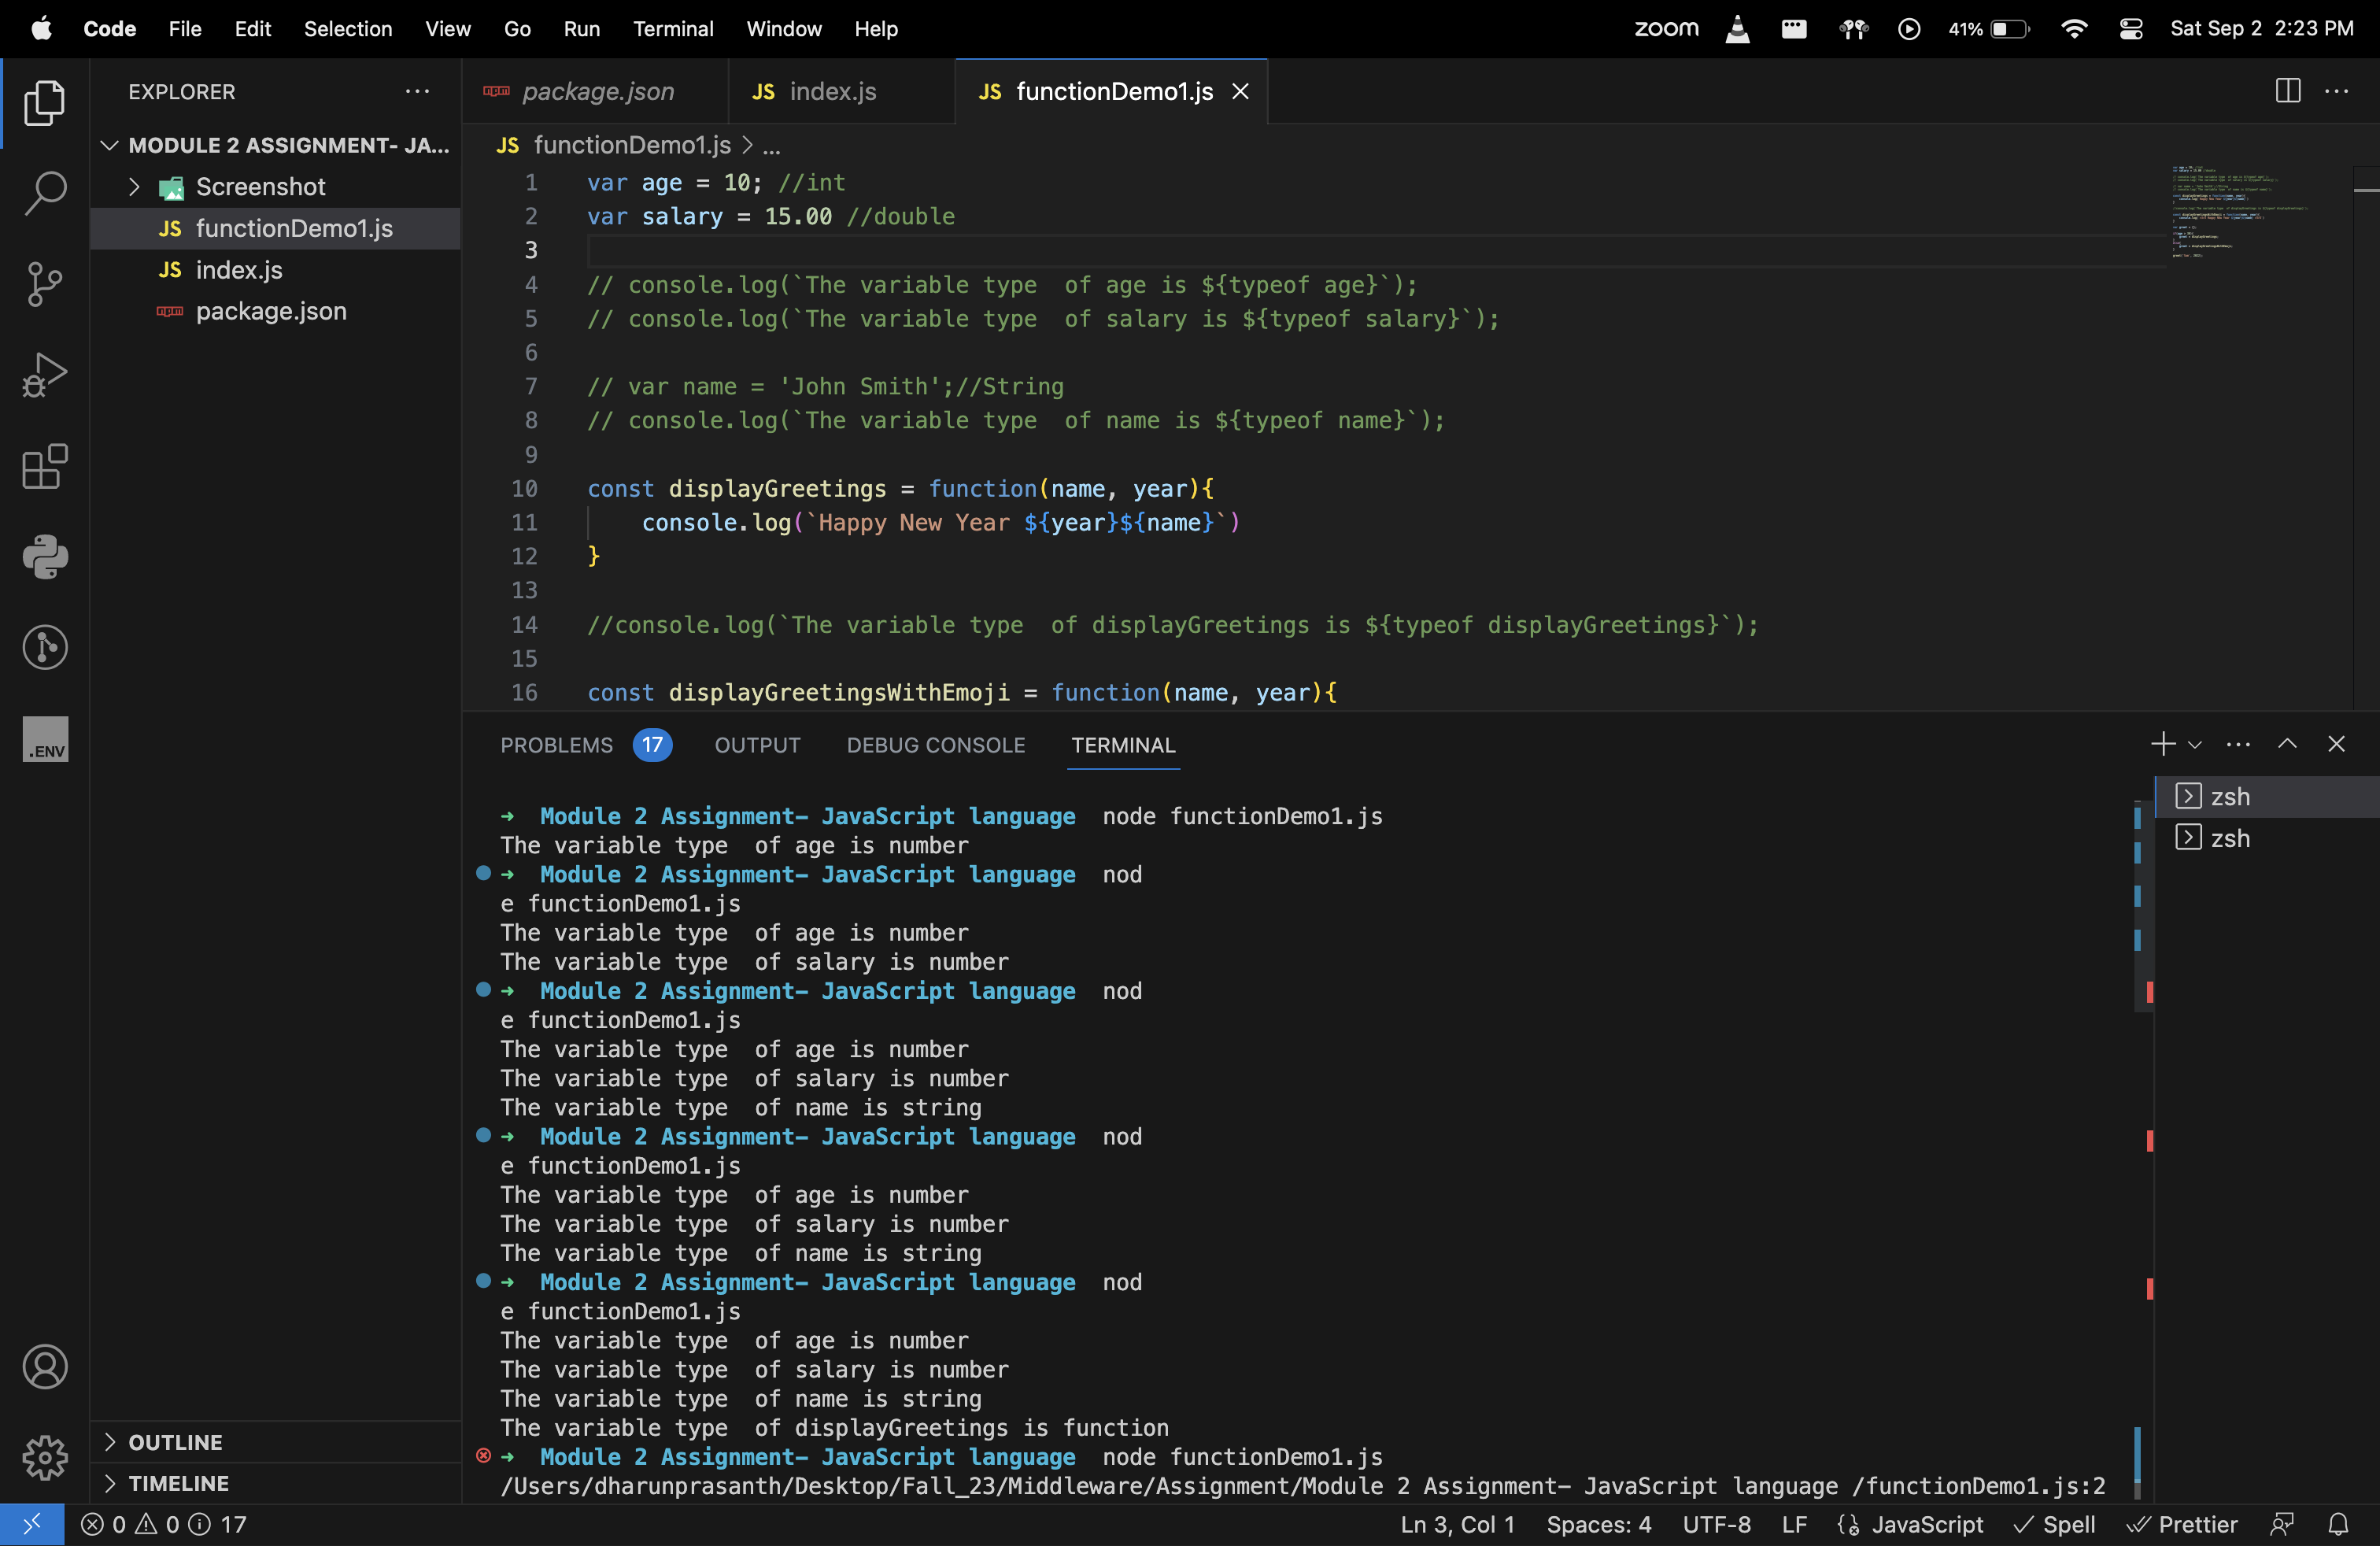 Code File Edit Selection View Go Run Terminal Window Help zoom 41% Sat Sep 2 2:23 PM
EXPLORER ...
package.json JS index.js JS functionDemo1.js
MODULE 2 ASSIGNMENT- JA...
JS functionDemo1.js > ...
Screenshot
JS functionDemo1.js
JS index.js
package.json
.ENV
1 var age = 10; //int
2 var salary = 15.00 //double
3
4 // console.log(`The variable type  of age is ${typeof age}`);
5 // console.log(`The variable type  of salary is ${typeof salary}`);
6
7 // var name = 'John Smith';//String
8 // console.log(`The variable type  of name is ${typeof name}`);
9
10 const displayGreetings = function(name, year){
11     console.log(`Happy New Year ${year}${name}`)
12 }
13
14 //console.log(`The variable type  of displayGreetings is ${typeof displayGreetings}`);
15
16 const displayGreetingsWithEmoji = function(name, year){
PROBLEMS 17 OUTPUT DEBUG CONSOLE TERMINAL
zsh
zsh
➜  Module 2 Assignment- JavaScript language  node functionDemo1.js
The variable type  of age is number
➜  Module 2 Assignment- JavaScript language  nod
e functionDemo1.js
The variable type  of age is number
The variable type  of salary is number
➜  Module 2 Assignment- JavaScript language  nod
e functionDemo1.js
The variable type  of age is number
The variable type  of salary is number
The variable type  of name is string
➜  Module 2 Assignment- JavaScript language  nod
e functionDemo1.js
The variable type  of age is number
The variable type  of salary is number
The variable type  of name is string
➜  Module 2 Assignment- JavaScript language  nod
e functionDemo1.js
The variable type  of age is number
The variable type  of salary is number
The variable type  of name is string
The variable type  of displayGreetings is function
➜  Module 2 Assignment- JavaScript language  node functionDemo1.js
/Users/dharunprasanth/Desktop/Fall_23/Middleware/Assignment/Module 2 Assignment- JavaScript language /functionDemo1.js:2
OUTLINE
TIMELINE
0 0 17 Ln 3, Col 1 Spaces: 4 UTF-8 LF JavaScript Spell Prettier